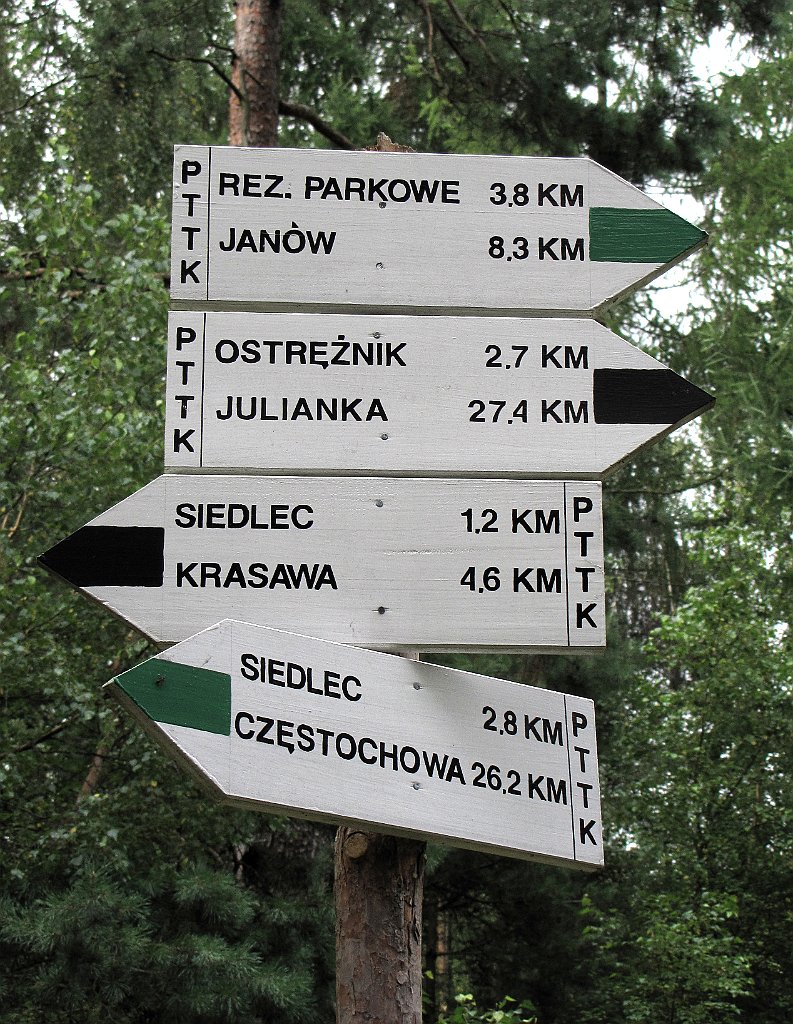 PTTK
REZ. PARKOWE 3.8 KM
JANÒW 8.3 KM
PTTK
OSTRĘŻNIK 2.7 KM
JULIANKA 27.4 KM
SIEDLEC 1.2 KM
KRASAWA 4.6 KM
PTTK
SIEDLEC 2.8 KM
CZĘSTOCHOWA 26.2 KM
PTTK